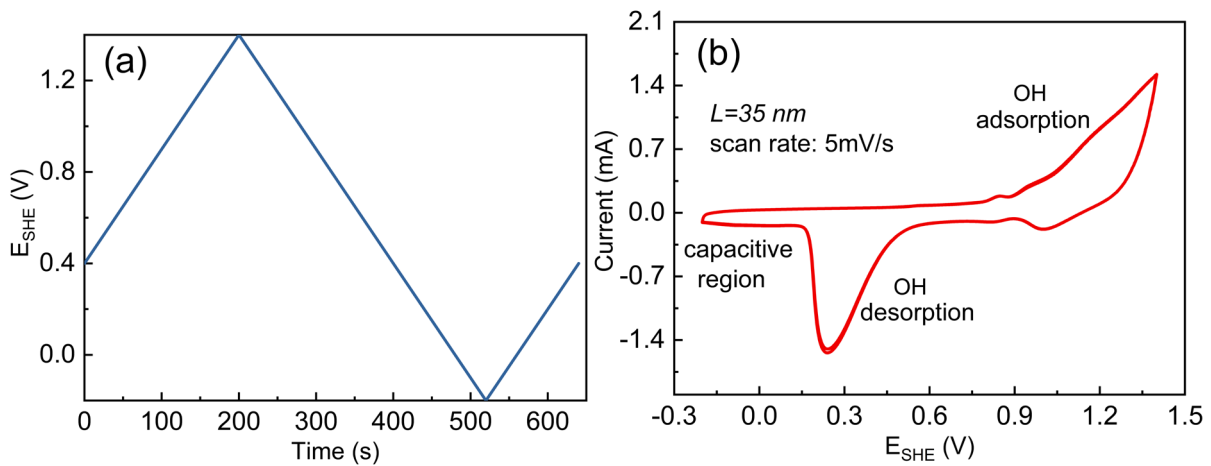 (a)
E_SHE (V)
1.2
0.8
0.4
0.0
0 100 200 300 400 500 600
Time (s)
(b)
Current (mA)
2.1
1.4
0.7
0.0
-0.7
-1.4
L=35 nm
scan rate: 5mV/s
OH
adsorption
capacitive
region
OH
desorption
-0.3 0.0 0.3 0.6 0.9 1.2 1.5
E_SHE (V)